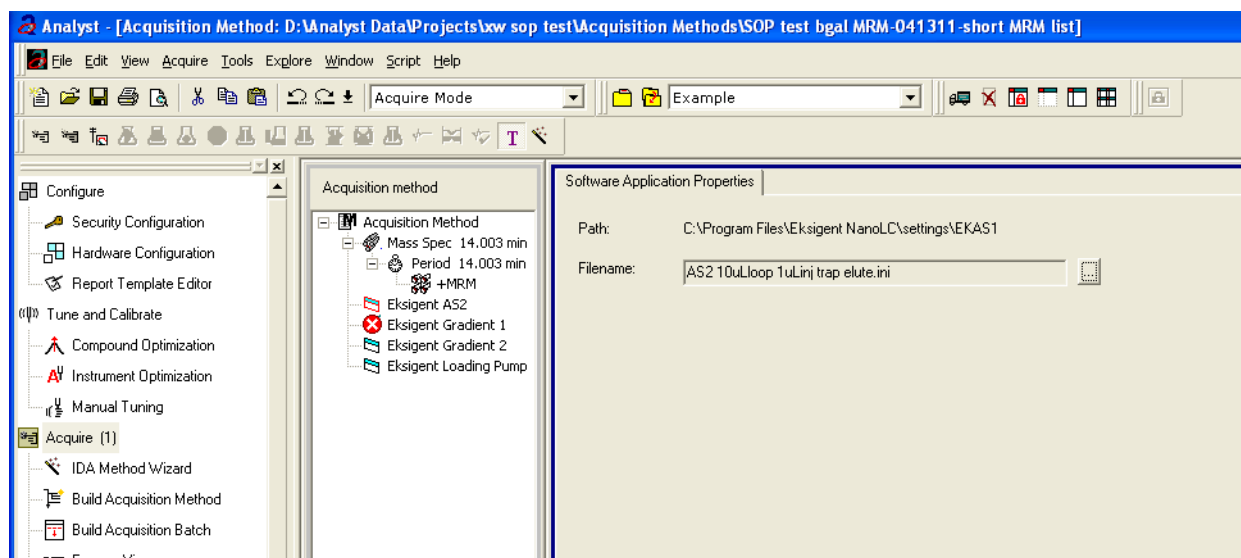 Analyst - [Acquisition Method: D:\Analyst Data\Projects\xw sop test\Acquisition Methods\SOP test bgal MRM-041311-short MRM list]
File Edit View Acquire Tools Explore Window Script Help
Acquire Mode
Example
T
Configure
Security Configuration
Hardware Configuration
Report Template Editor
Tune and Calibrate
Compound Optimization
Instrument Optimization
Manual Tuning
Acquire (1)
IDA Method Wizard
Build Acquisition Method
Build Acquisition Batch
Acquisition method
Acquisition Method
Mass Spec 14.003 min
Period 14.003 min
+MRM
Eksigent AS2
Eksigent Gradient 1
Eksigent Gradient 2
Eksigent Loading Pump
Software Application Properties
Path: C:\Program Files\Eksigent NanoLC\settings\EKAS1
Filename: AS2 10uLloop 1uLinj trap elute.ini
...